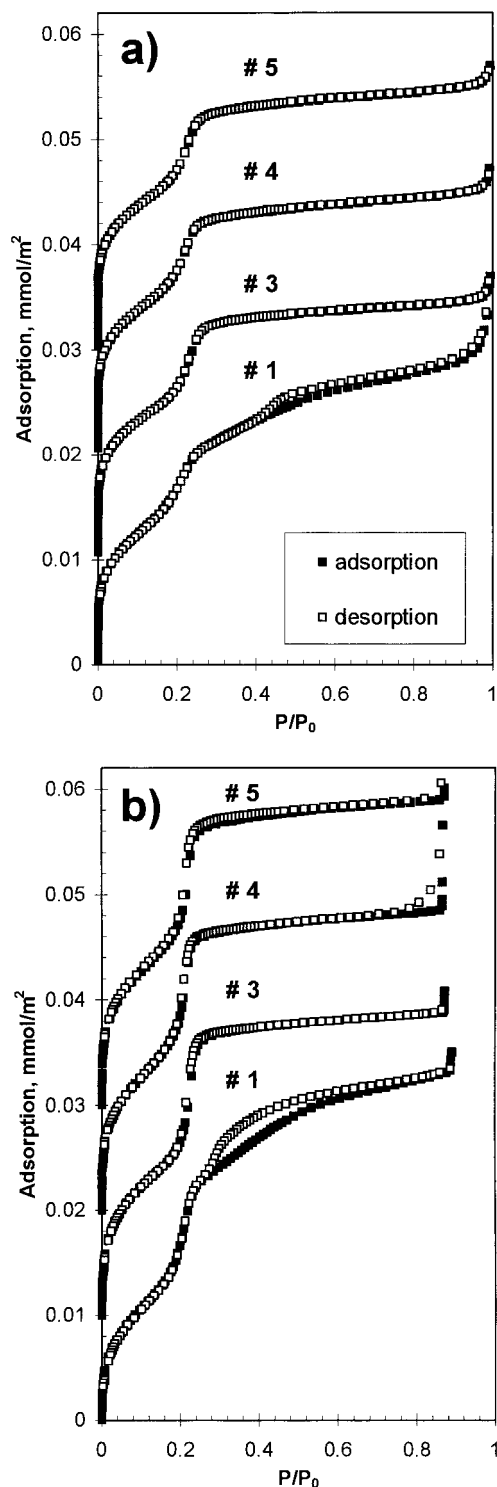 a)
0.06
0.05
0.04
0.03
0.02
0.01
0
Adsorption, mmol/m²
# 5
# 4
# 3
# 1
adsorption
desorption
0 0.2 0.4 0.6 0.8 1
P/P₀
b)
0.06
0.05
0.04
0.03
0.02
0.01
0
Adsorption, mmol/m²
# 5
# 4
# 3
# 1
0 0.2 0.4 0.6 0.8 1
P/P₀